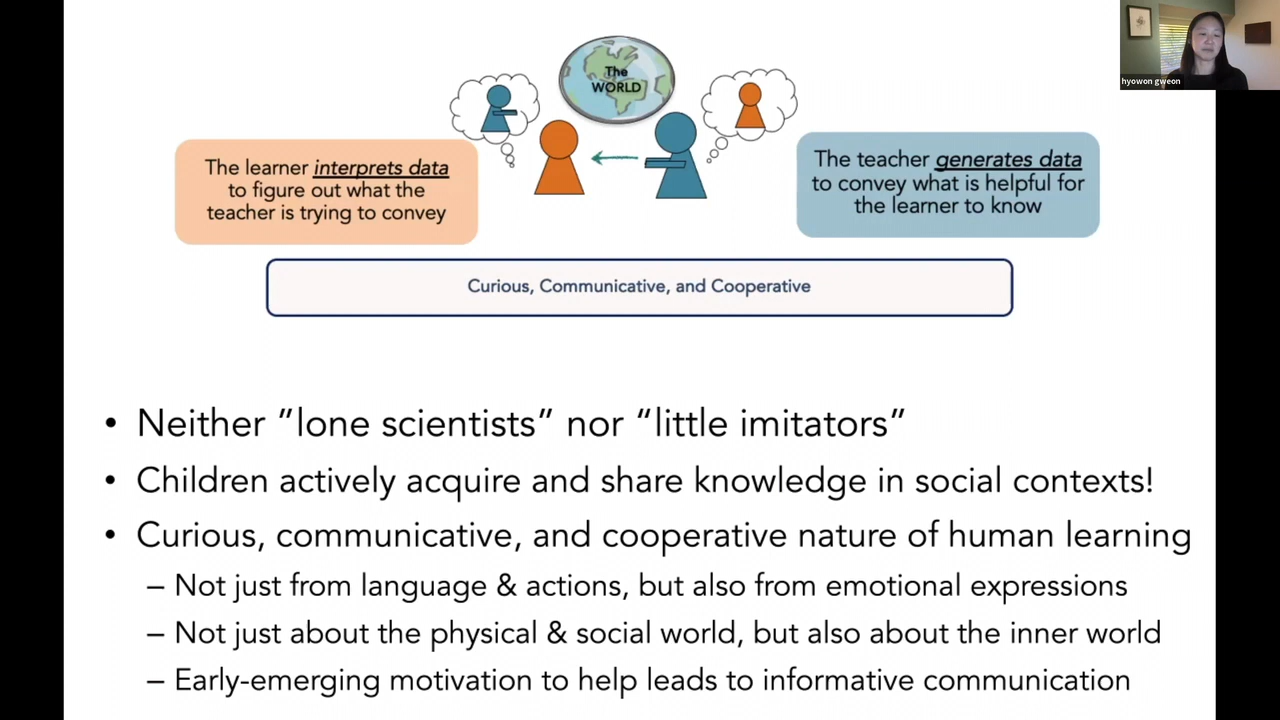 The
WORLD
hyowon gweon
The learner interprets data
to figure out what the
teacher is trying to convey
The teacher generates data
to convey what is helpful for
the learner to know
Curious, Communicative, and Cooperative
• Neither "lone scientists" nor "little imitators"
• Children actively acquire and share knowledge in social contexts!
• Curious, communicative, and cooperative nature of human learning
– Not just from language & actions, but also from emotional expressions
– Not just about the physical & social world, but also about the inner world
– Early-emerging motivation to help leads to informative communication